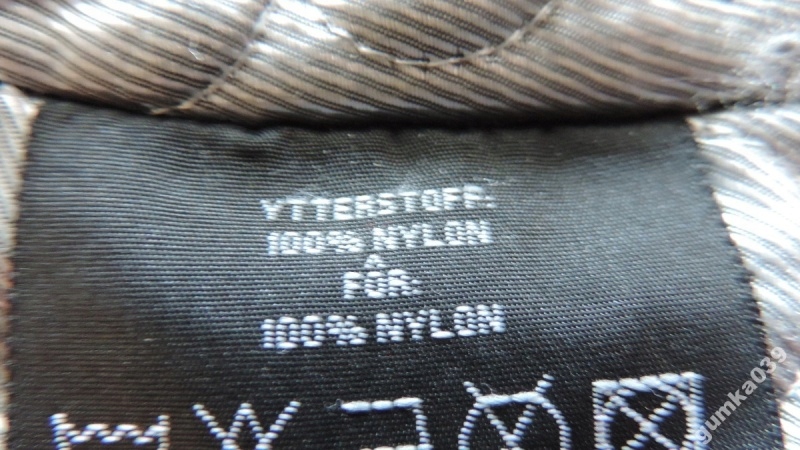 YTTERSTOFF:
100% NYLON
FÔR:
100% NYLON
gumka039